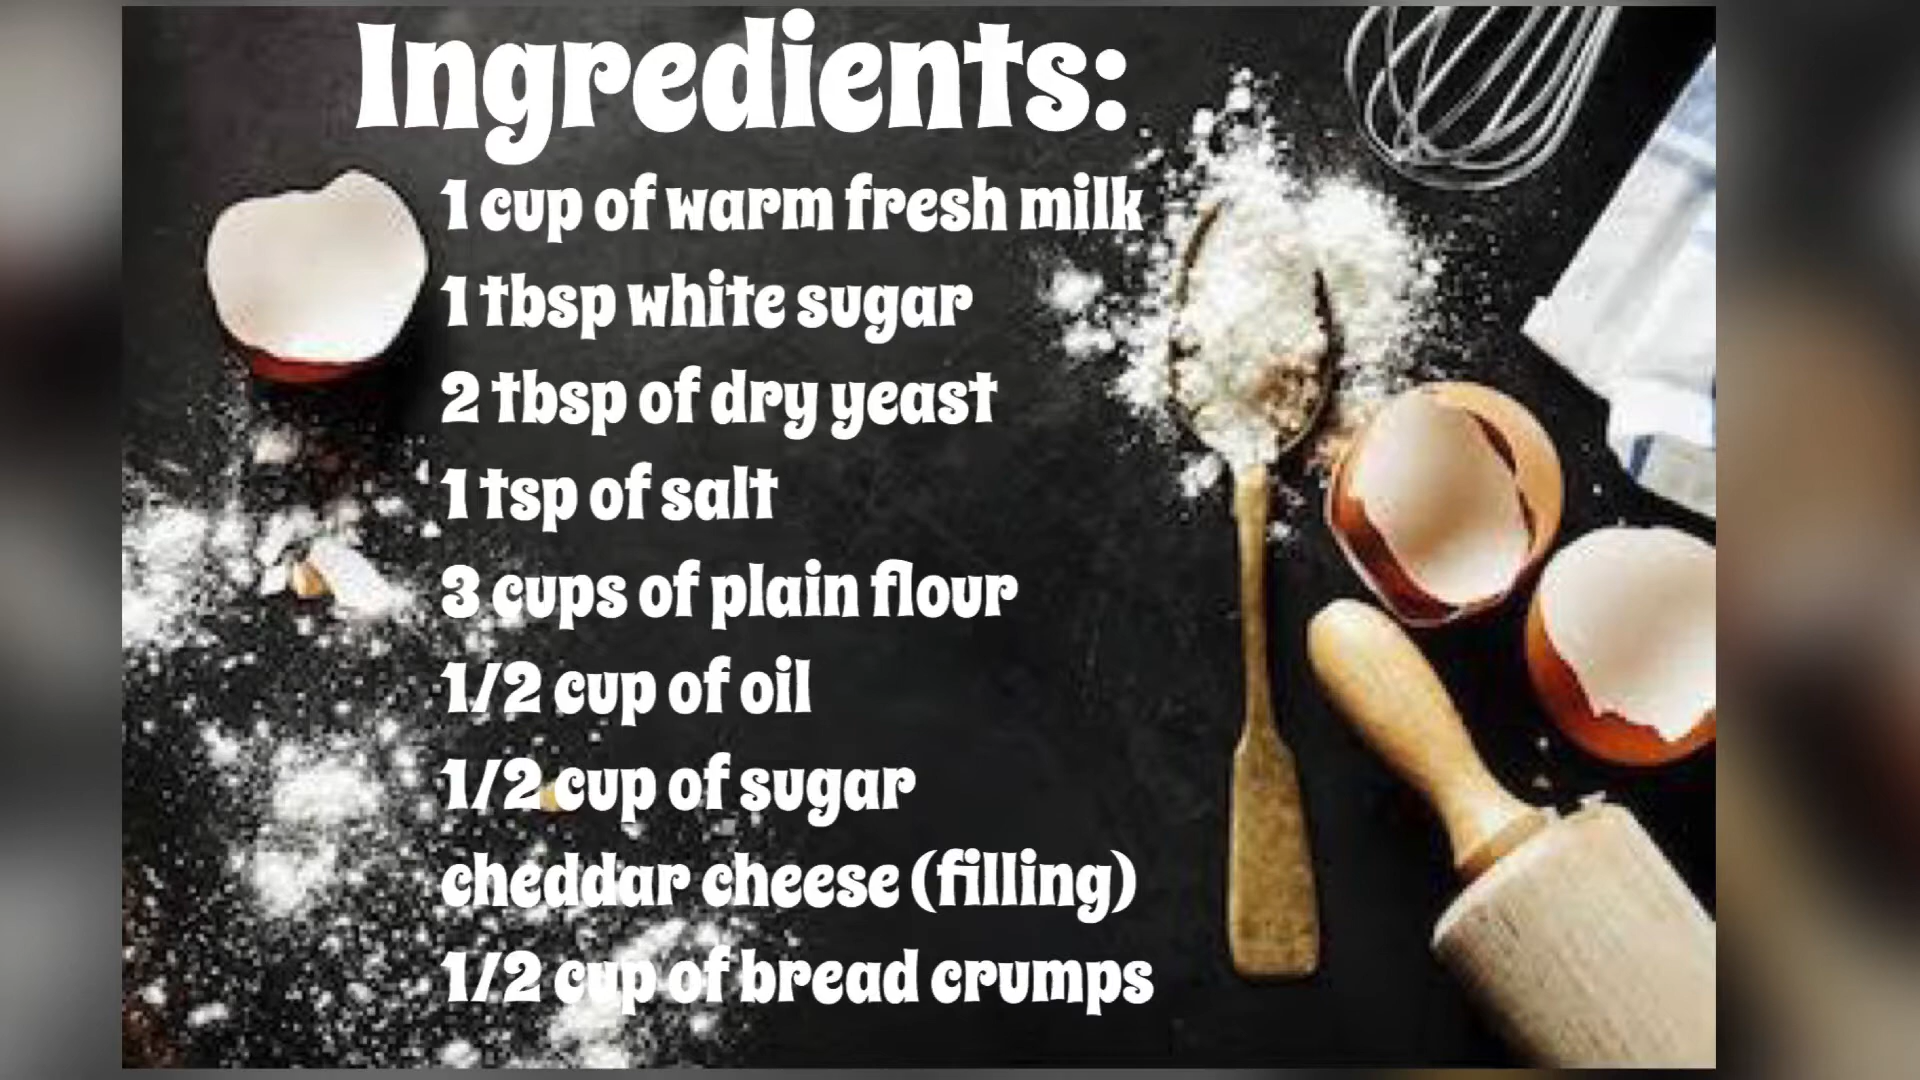 Ingredients:
1 cup of warm fresh milk
1 tbsp white sugar
2 tbsp of dry yeast
1 tsp of salt
3 cups of plain flour
1/2 cup of oil
1/2 cup of sugar
cheddar cheese (filling)
1/2 cup of bread crumps